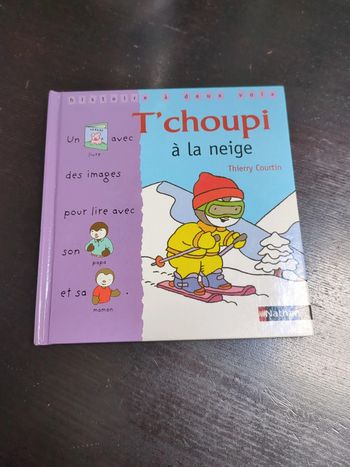 histoire à deux voix
T'choupi
à la neige
Thierry Courtin
Un avec
livre
des images
pour lire avec
son
papa
et sa .
maman
Nathan